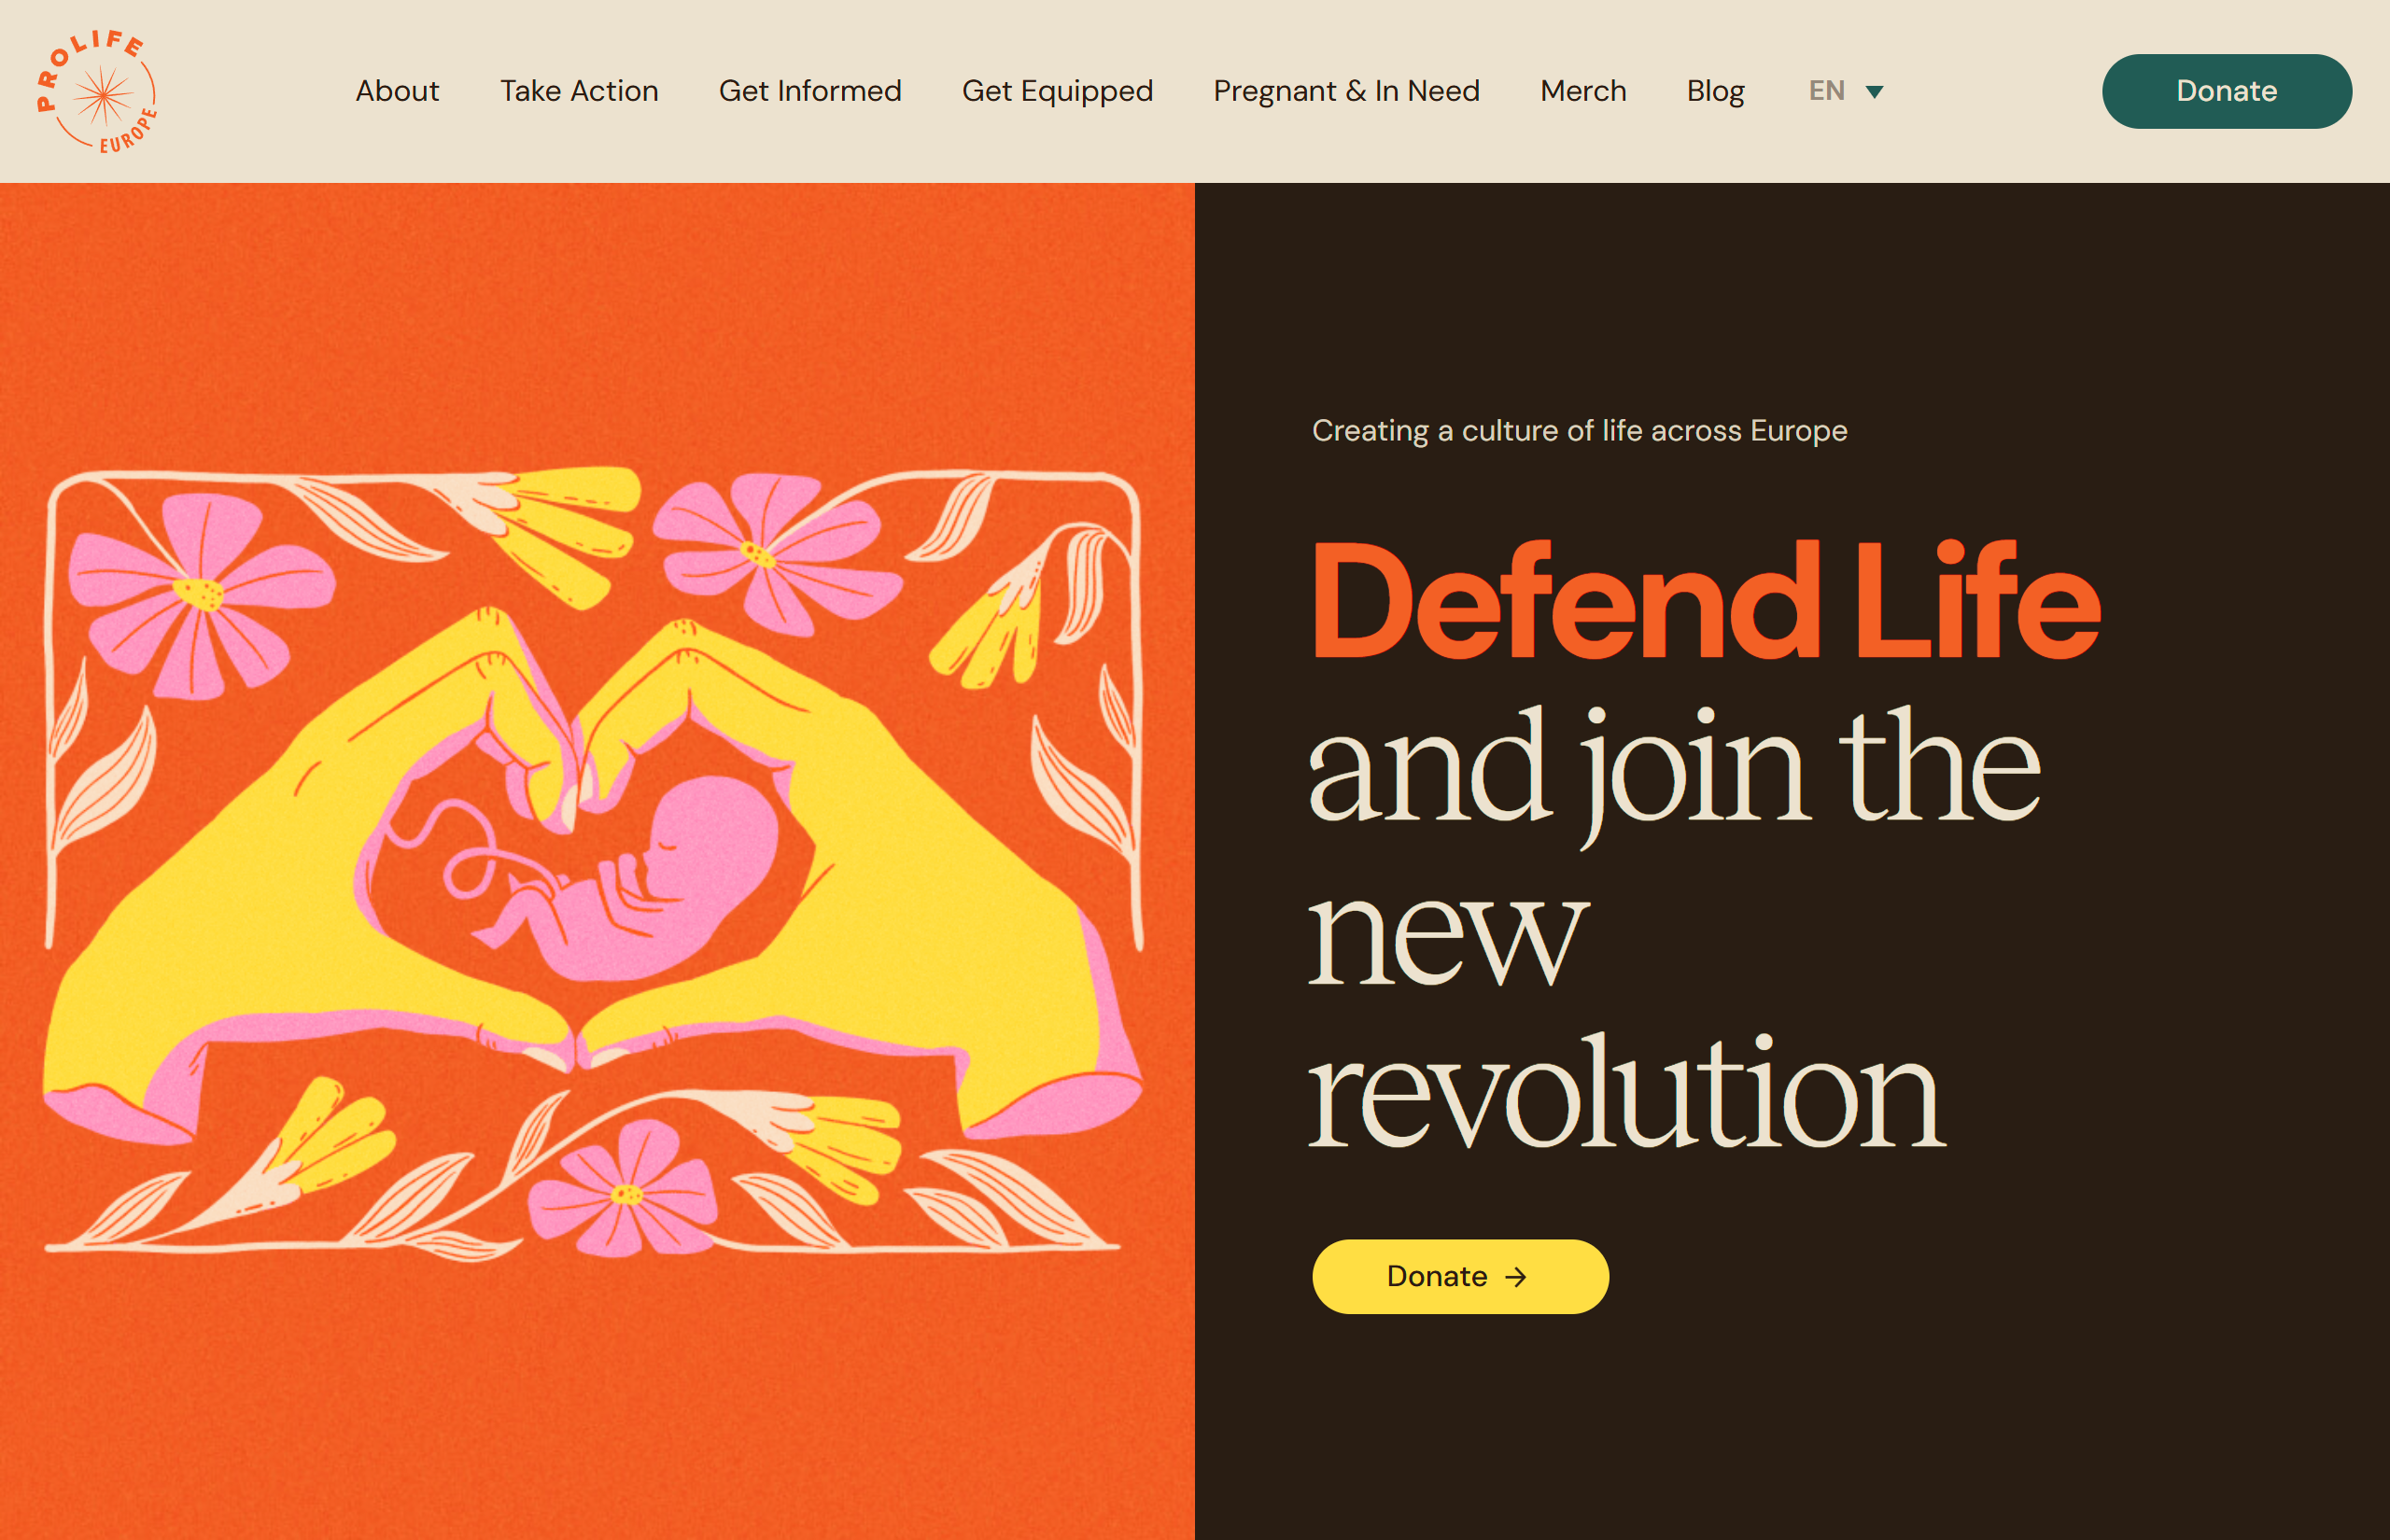 PROLIFE
EUROPE
About
Take Action
Get Informed
Get Equipped
Pregnant & In Need
Merch
Blog
EN
Donate
Creating a culture of life across Europe
Defend Life
and join the
new
revolution
Donate →